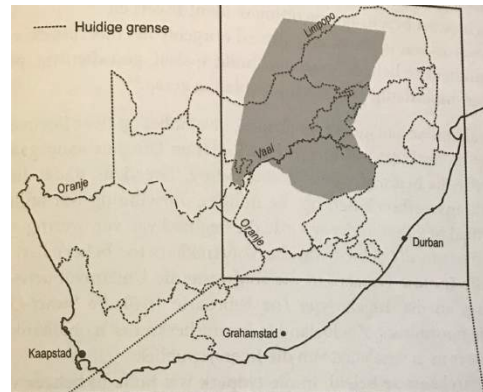 Huidige grense
Limpopo
Vaal
Oranje
Oranje
Durban
Grahamstad
Kaapstad